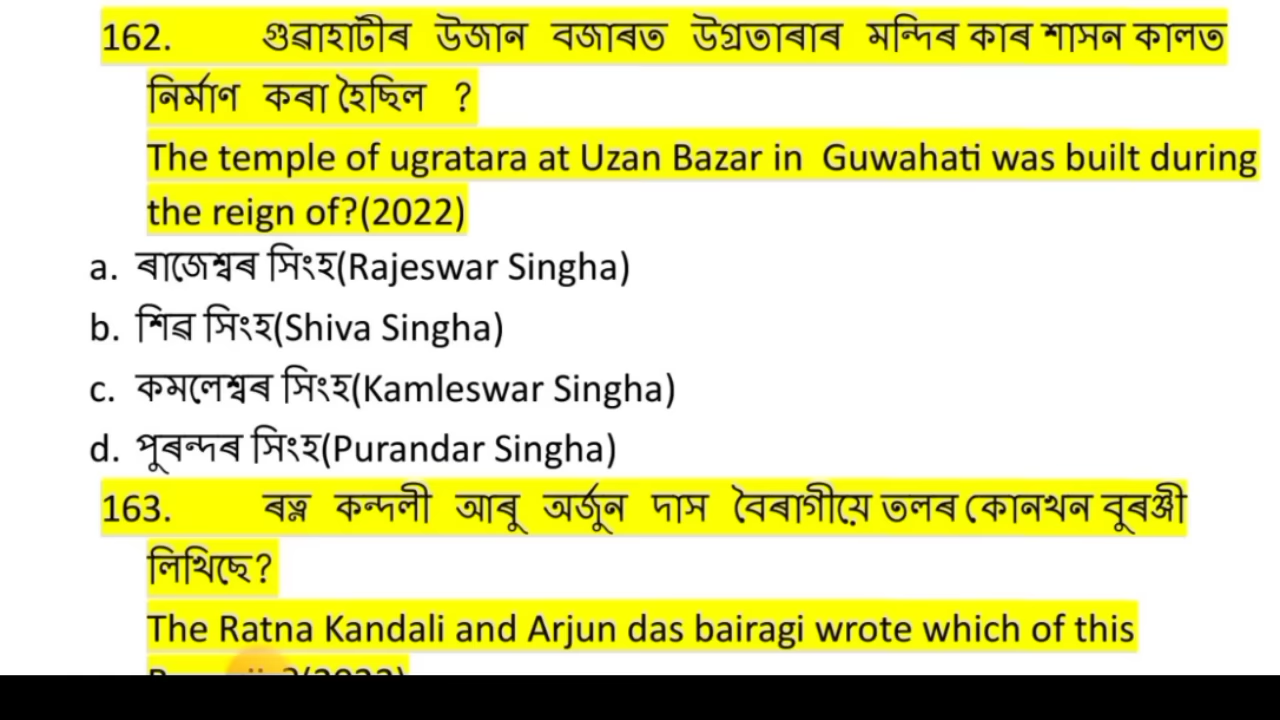 162. গুৱাহাটীৰ উজান বজাৰত উগ্ৰতাৰাৰ মন্দিৰ কাৰ শাসন কালত
নিৰ্মাণ কৰা হৈছিল ?
The temple of ugratara at Uzan Bazar in Guwahati was built during
the reign of?(2022)
a. ৰাজেশ্বৰ সিংহ(Rajeswar Singha)
b. শিৱ সিংহ(Shiva Singha)
c. কমলেশ্বৰ সিংহ(Kamleswar Singha)
d. পুৰন্দৰ সিংহ(Purandar Singha)
163. ৰত্ন কন্দলী আৰু অৰ্জুন দাস বৈৰাগীয়ে তলৰ কোনখন বুৰঞ্জী
লিখিছে?
The Ratna Kandali and Arjun das bairagi wrote which of this